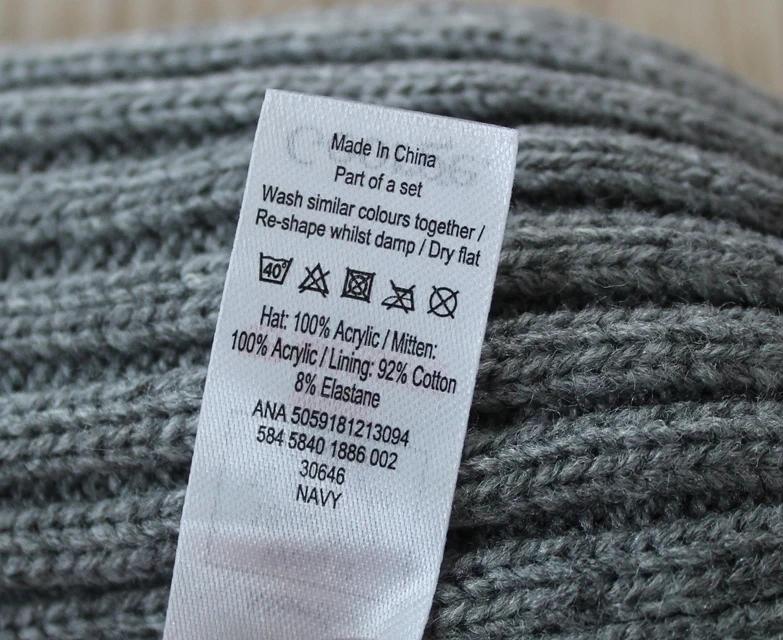 Made In China
Part of a set
Wash similar colours together /
Re-shape whilst damp / Dry flat
40°
Hat: 100% Acrylic / Mitten:
100% Acrylic / Lining: 92% Cotton
8% Elastane
ANA 5059181213094
584 5840 1886 002
30646
NAVY